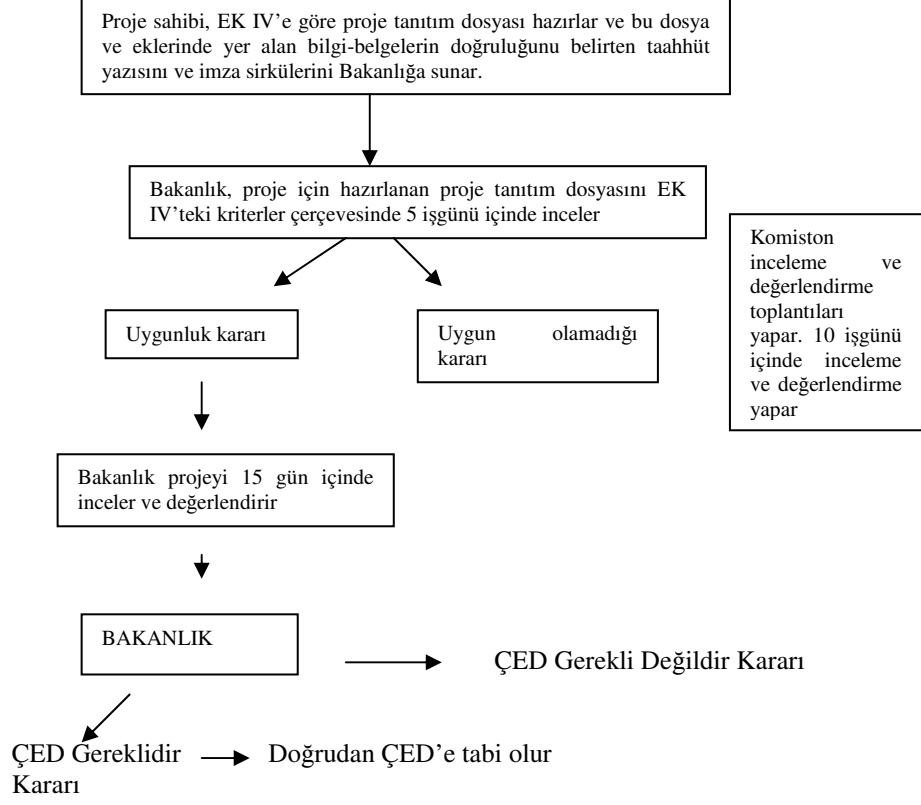 Proje sahibi, EK IV’e göre proje tanıtım dosyası hazırlar ve bu dosya
ve eklerinde yer alan bilgi-belgelerin doğruluğunu belirten taahhüt
yazısını ve imza sirkülerini Bakanlığa sunar.
Bakanlık, proje için hazırlanan proje tanıtım dosyasını EK
IV’teki kriterler çerçevesinde 5 işgünü içinde inceler
Komiston
inceleme ve
değerlendirme
toplantıları
yapar. 10 işgünü
içinde inceleme
ve değerlendirme
yapar
Uygunluk kararı
Uygun olamadığı
kararı
Bakanlık projeyi 15 gün içinde
inceler ve değerlendirir
BAKANLIK
ÇED Gerekli Değildir Kararı
ÇED Gereklidir
Kararı
Doğrudan ÇED’e tabi olur